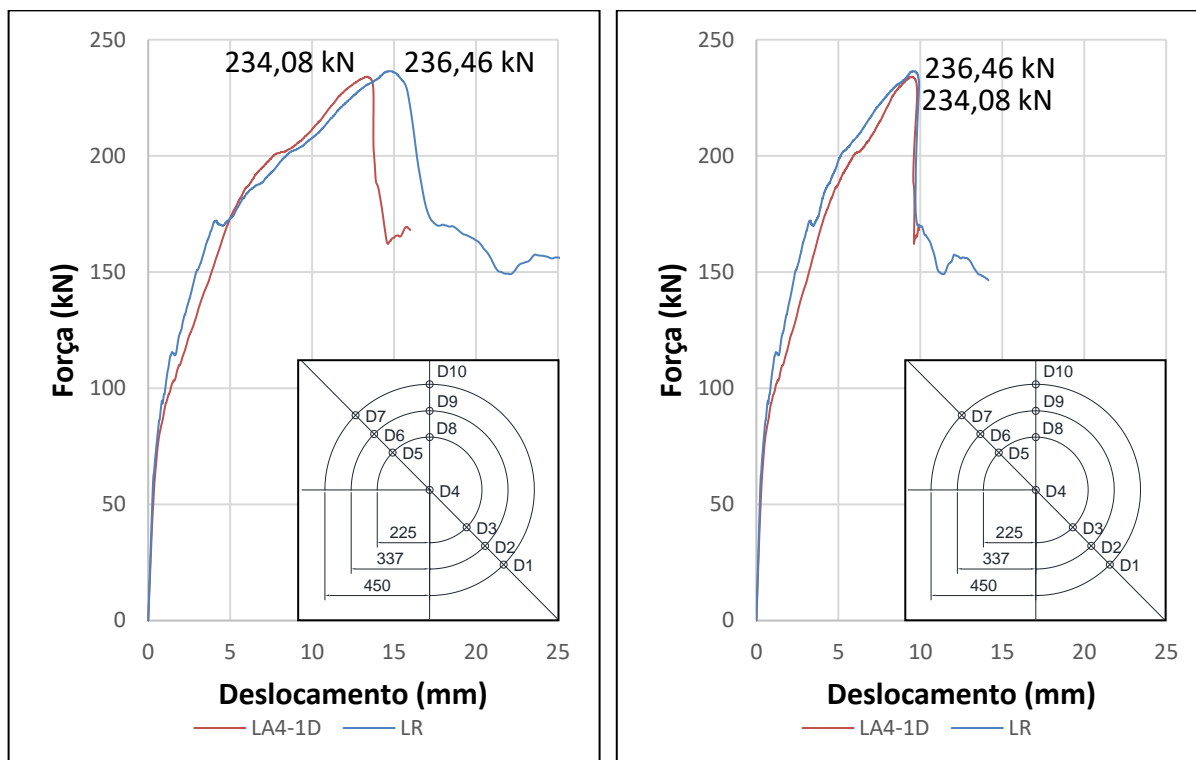 250
200
150
100
50
0
Força (kN)
234,08 kN
236,46 kN
D10
D9
D8
D7
D6
D5
D4
D3
D2
D1
225
337
450
0 5 10 15 20 25
Deslocamento (mm)
LA4-1D LR
250
200
150
100
50
0
Força (kN)
236,46 kN
234,08 kN
D10
D9
D8
D7
D6
D5
D4
D3
D2
D1
225
337
450
0 5 10 15 20 25
Deslocamento (mm)
LA4-1D LR